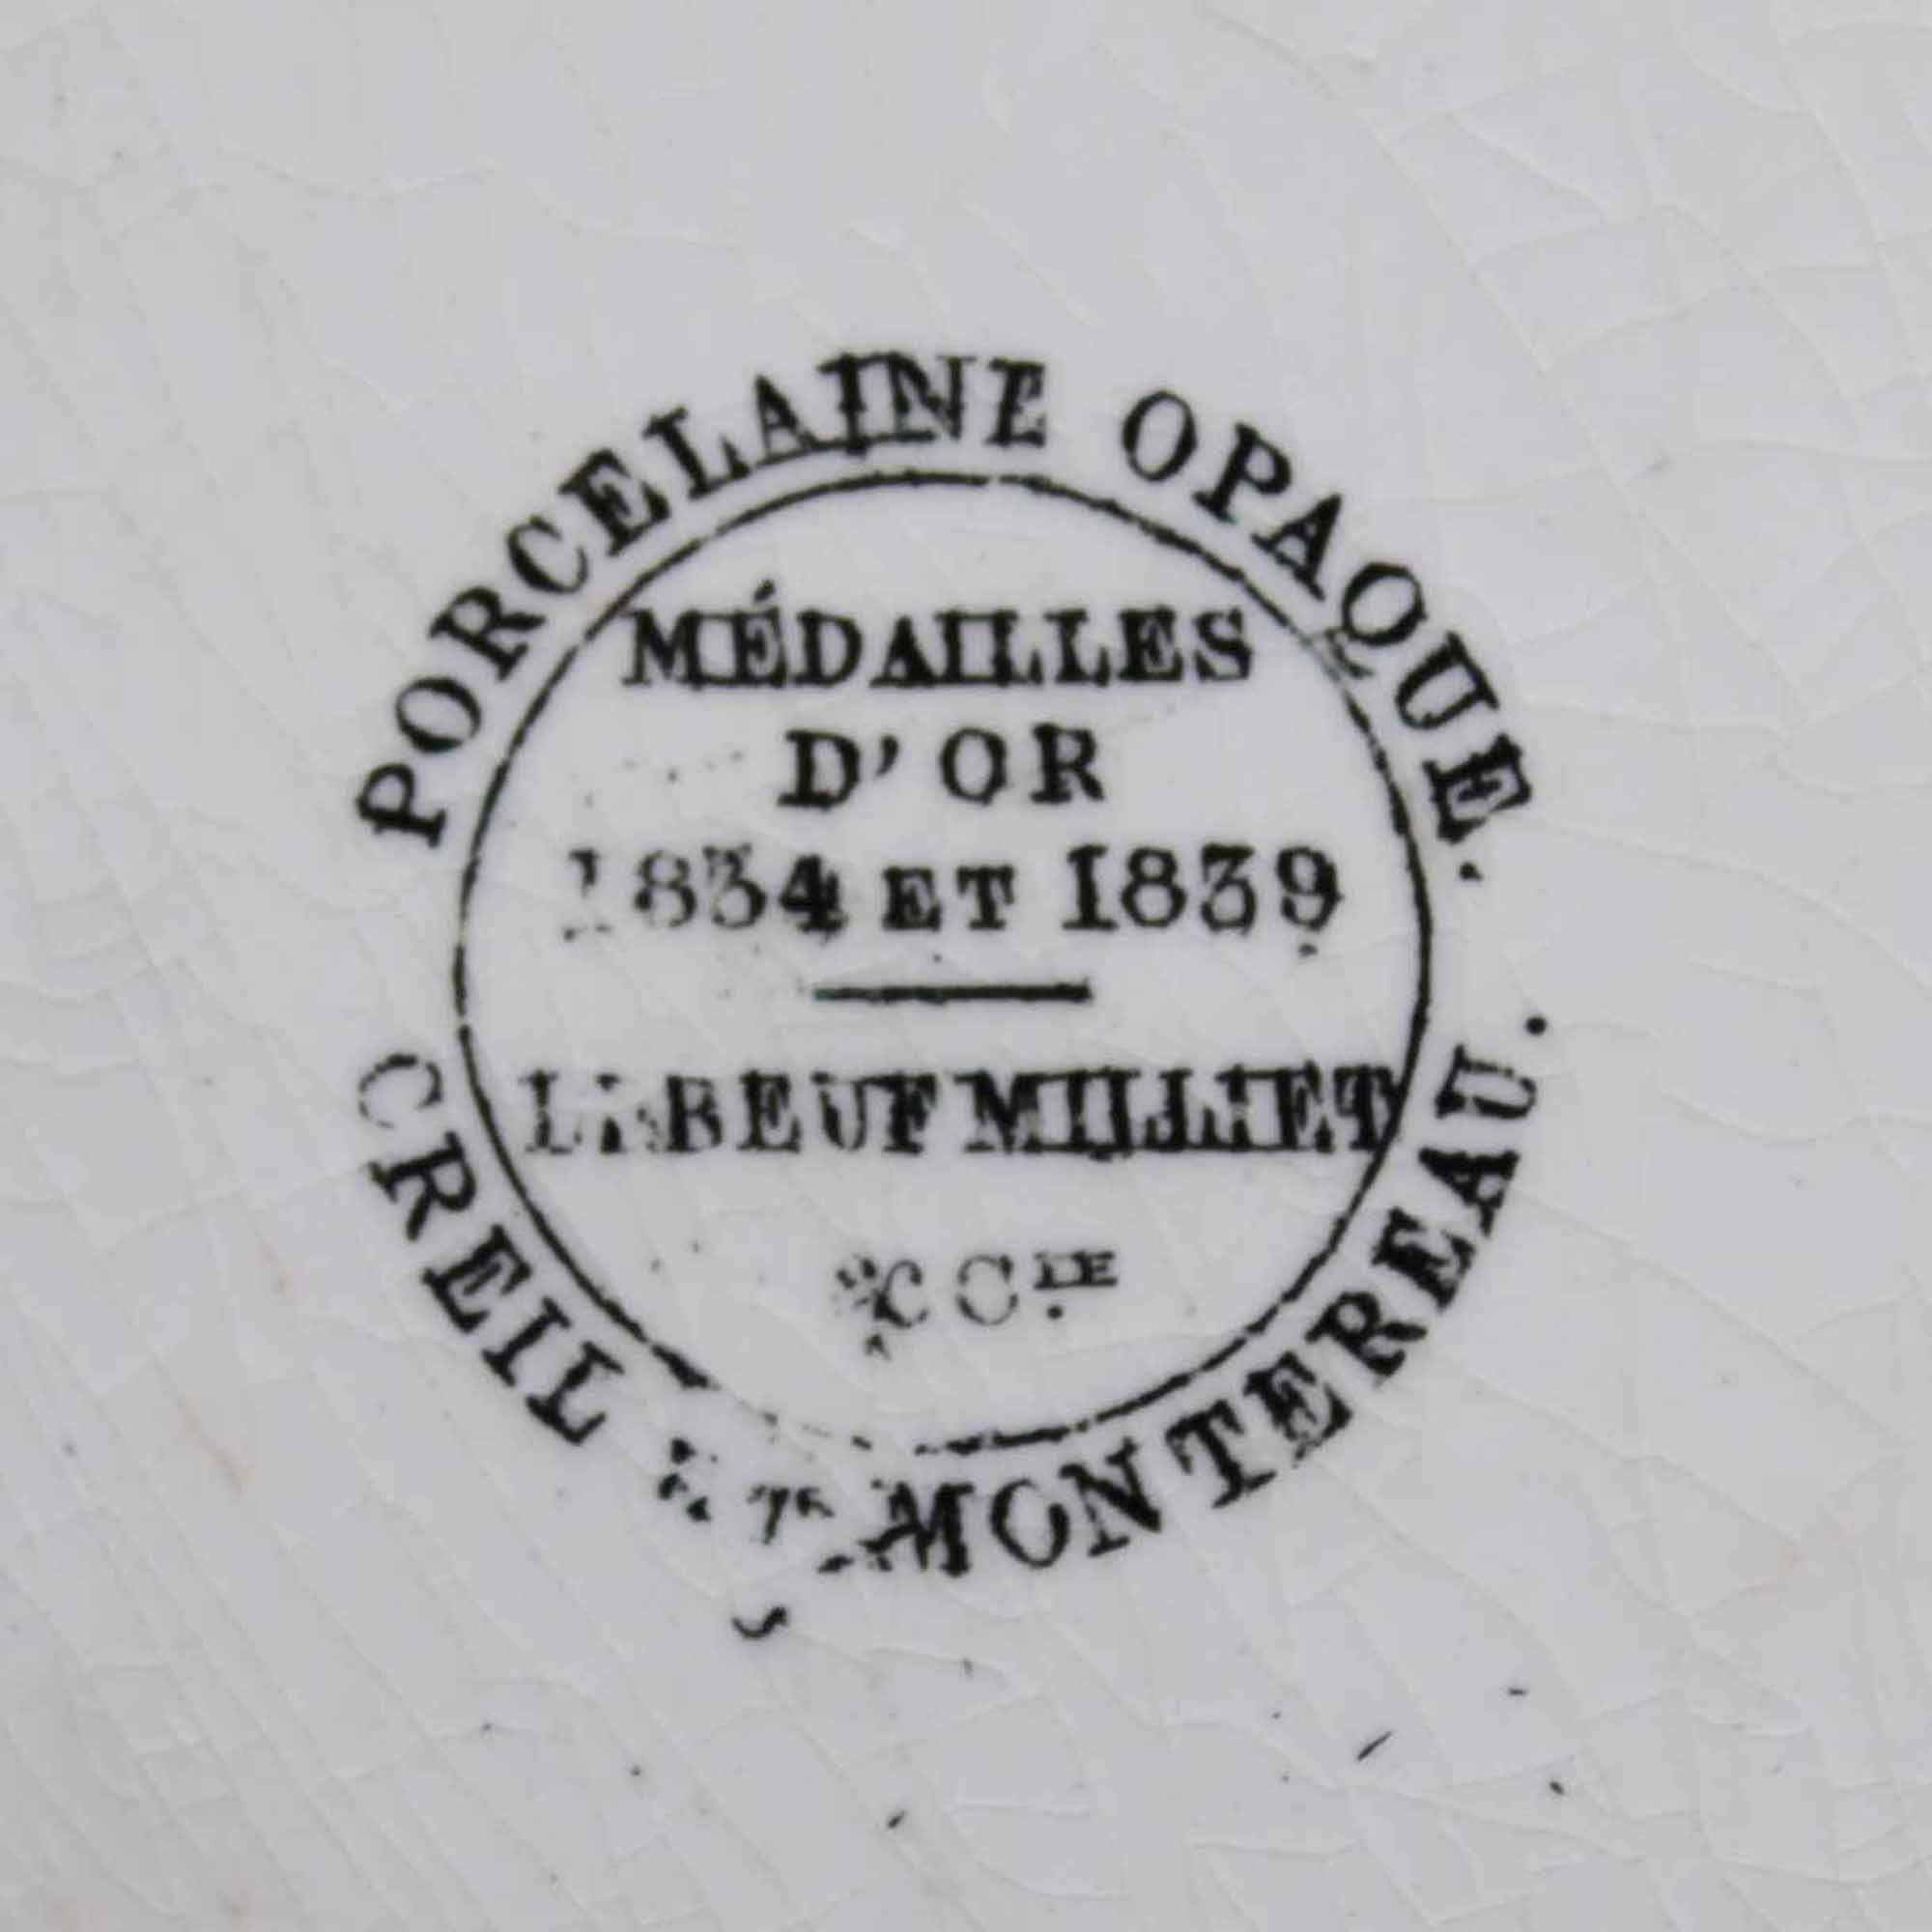 PORCELAINE OPAQUE.
MÉDAILLES
D'OR
1834 ET 1839
LEBEUF MILLIET
& CIE
CREIL ET MONTEREAU.